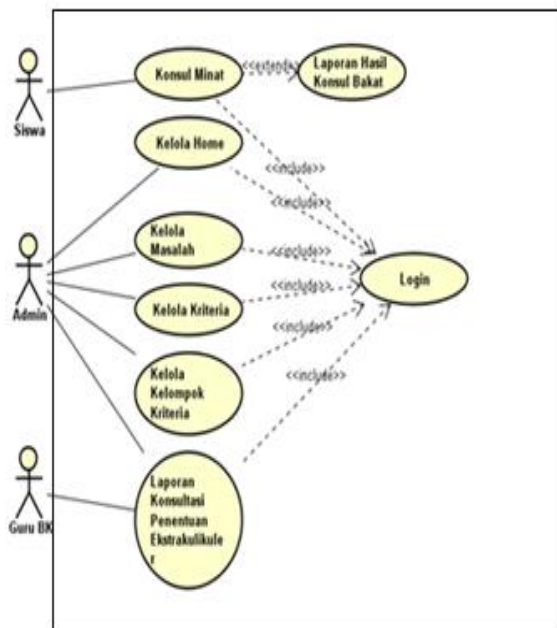 Siswa
Konsul Minat
<<extends>>
Laporan Hasil
Konsul Bakat
Kelola Home
<<include>>
<<include>>
Kelola
Masalah
<<include>>
Admin
Kelola Kriteria
<<include>>
Login
Kelola
Kelompok
Kriteria
<<include>>
<<include>>
Guru BK
Laporan
Konsultasi
Penentuan
Ekstrakulikule
r